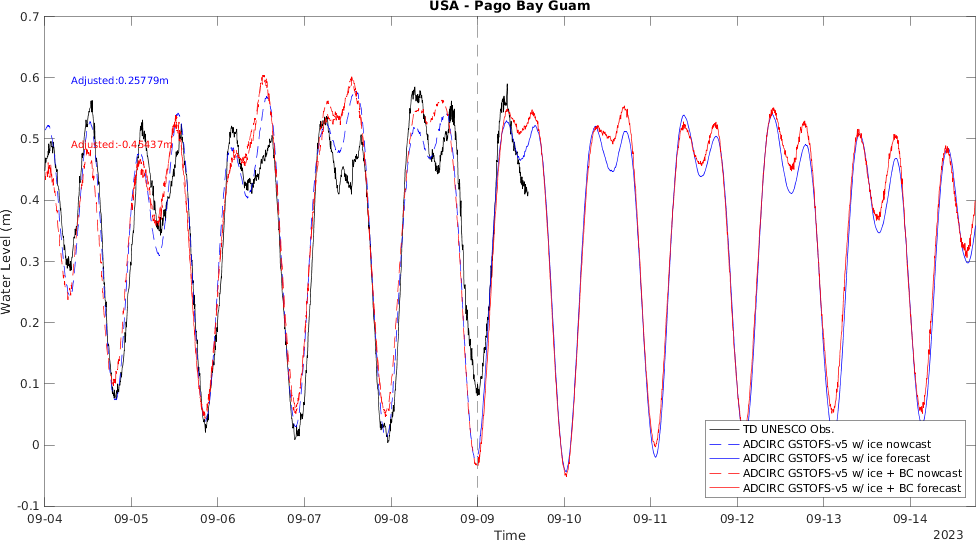 USA - Pago Bay Guam
0.7
0.6
0.5
0.4
0.3
0.2
0.1
0
-0.1
Water Level (m)
Adjusted:0.25779m
Adjusted:-0.45437m
TD UNESCO Obs.
ADCIRC GSTOFS-v5 w/ ice nowcast
ADCIRC GSTOFS-v5 w/ ice forecast
ADCIRC GSTOFS-v5 w/ ice + BC nowcast
ADCIRC GSTOFS-v5 w/ ice + BC forecast
09-04 09-05 09-06 09-07 09-08 09-09 09-10 09-11 09-12 09-13 09-14
Time
2023